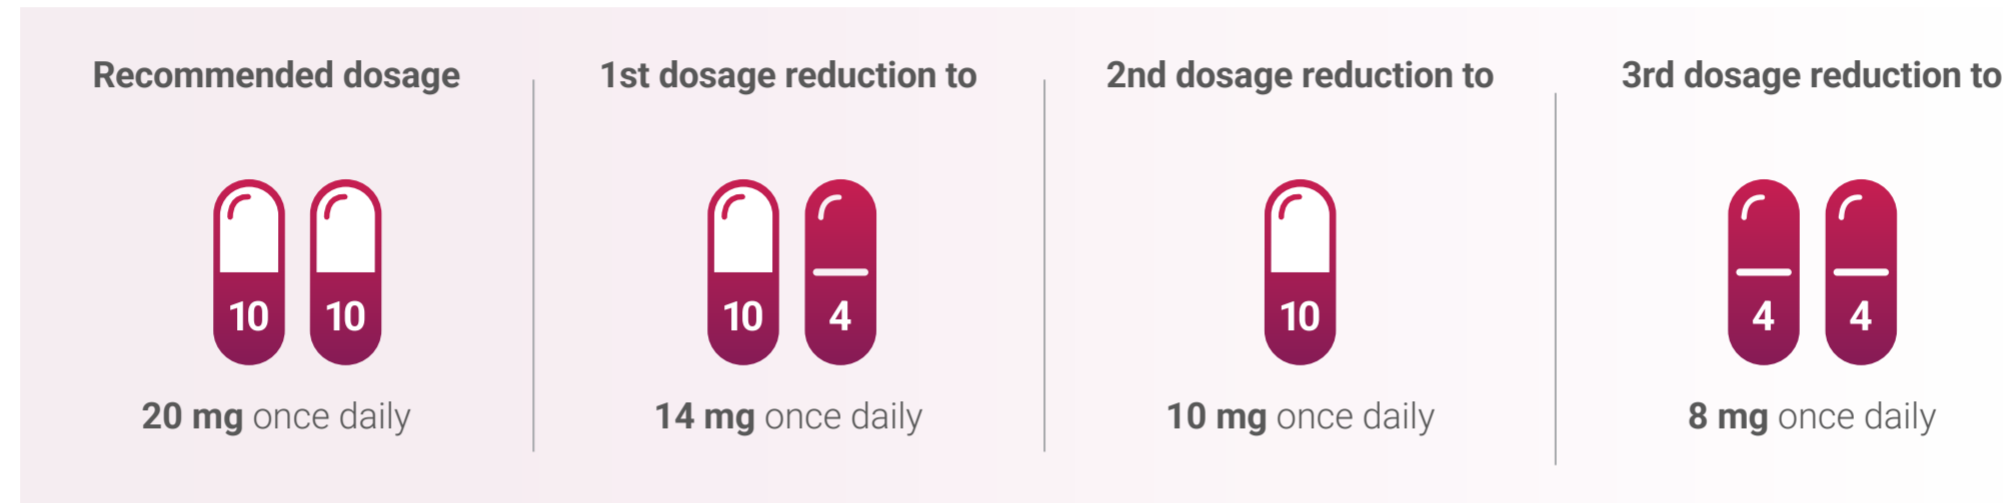 Recommended dosage
10 10
20 mg once daily
1st dosage reduction to
10 4
14 mg once daily
2nd dosage reduction to
10
10 mg once daily
3rd dosage reduction to
4 4
8 mg once daily